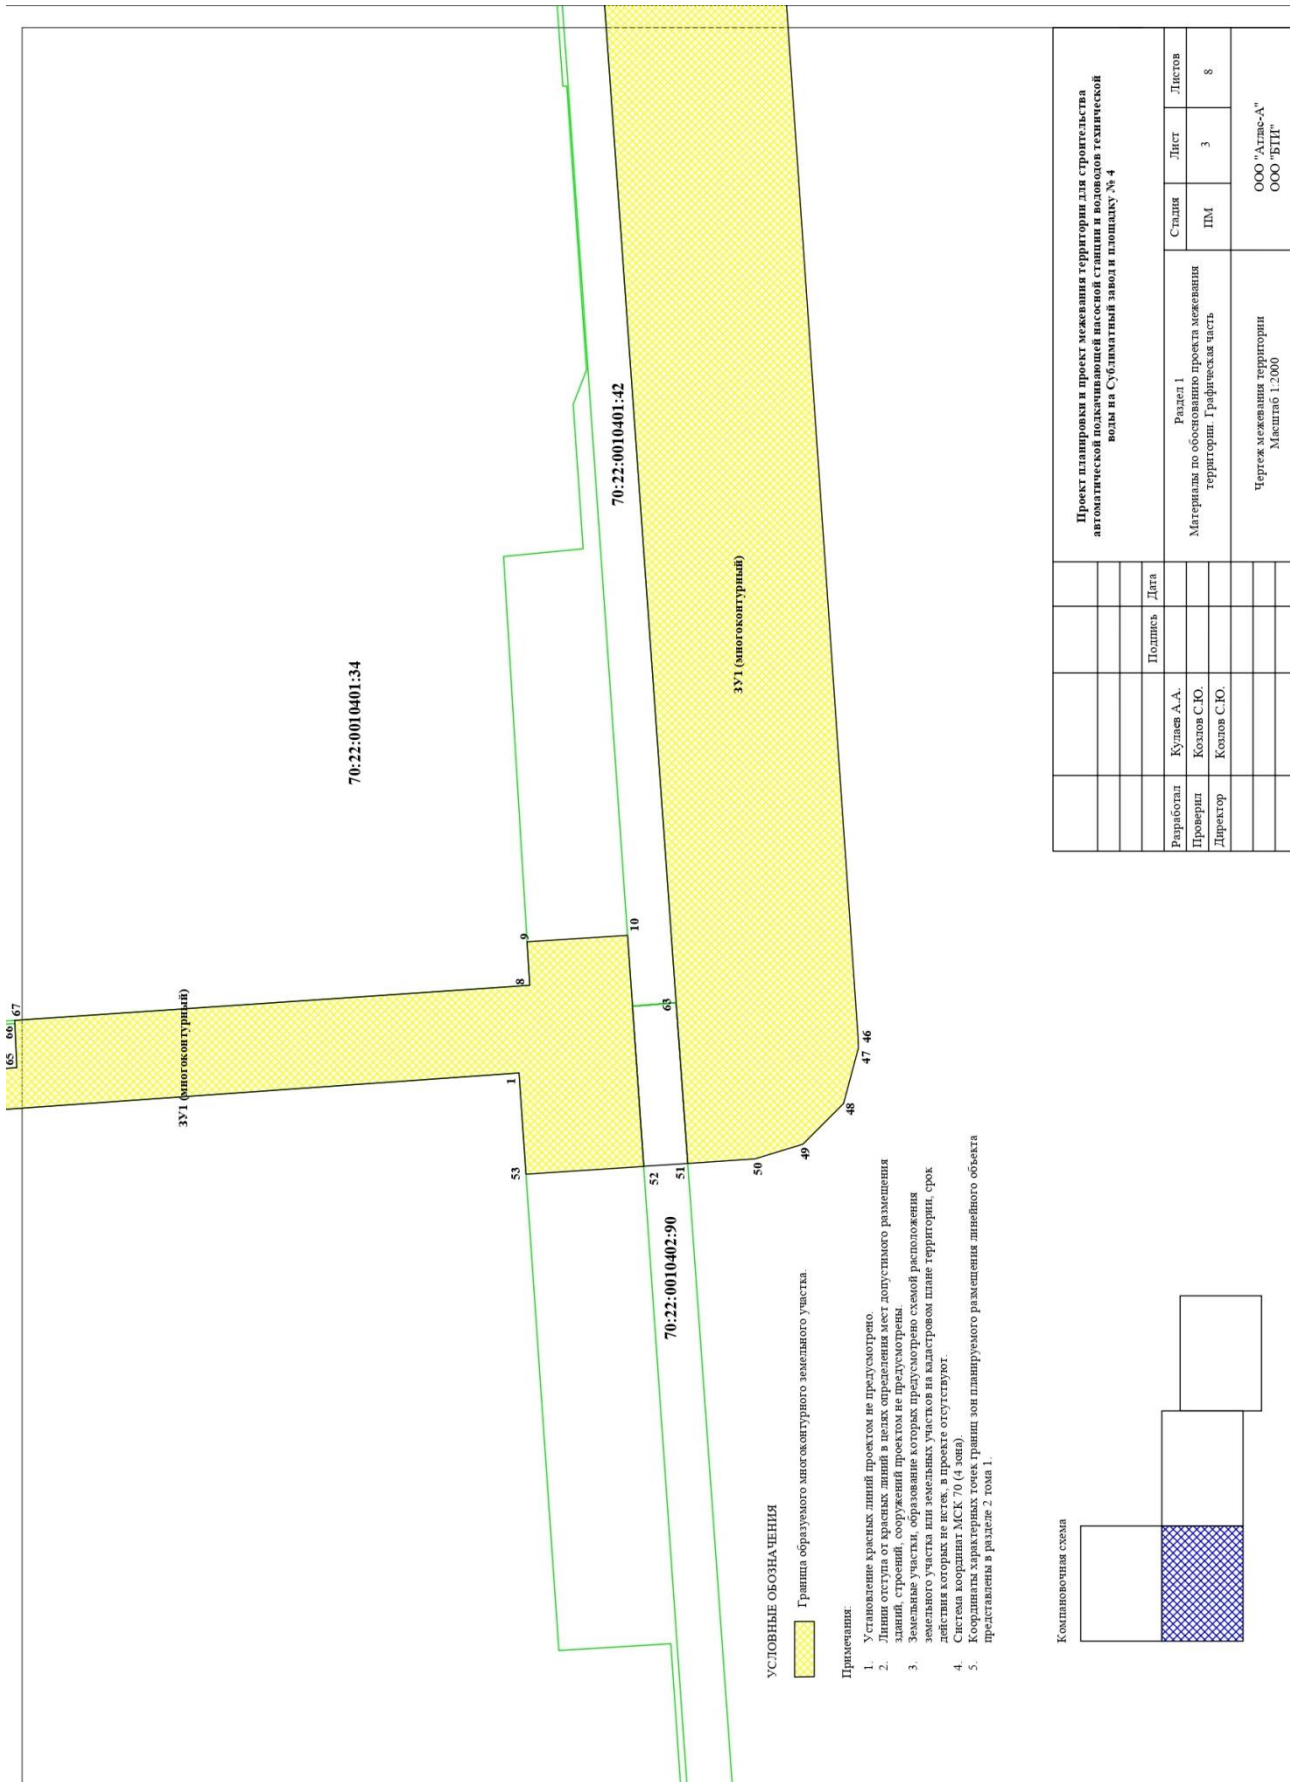 65
66
67
ЗУ1 (многоконтурный)
70:22:0010401:34
1
8
9
53
10
70:22:0010401:42
52
51
63
ЗУ1 (многоконтурный)
70:22:0010402:90
50
49
48
47
46
УСЛОВНЫЕ ОБОЗНАЧЕНИЯ
Граница образуемого многоконтурного земельного участка.
Примечания:
1. Установление красных линий проектом не предусмотрено.
2. Линии отступа от красных линий в целях определения мест допустимого размещения
зданий, строений, сооружений проектом не предусмотрены.
3. Земельные участки, образование которых предусмотрено схемой расположения
земельного участка или земельных участков на кадастровом плане территории, срок
действия которых не истек, в проекте отсутствуют.
4. Система координат МСК 70 (4 зона).
5. Координаты характерных точек границ зон планируемого размещения линейного объекта
представлены в разделе 2 тома 1.
Компановочная схема
Проект планировки и проект межевания территории для строительства
автоматической подкачивающей насосной станции и водоводов технической
воды на Сублиматный завод и площадку № 4
Подпись Дата
Разработал Кулаев А.А.
Проверил Козлов С.Ю.
Директор Козлов С.Ю.
Раздел 1
Материалы по обоснованию проекта межевания
территории. Графическая часть
Стадия Лист Листов
ПМ 3 8
Чертеж межевания территории
Масштаб 1:2000
ООО "Атлас-А"
ООО "БТИ"